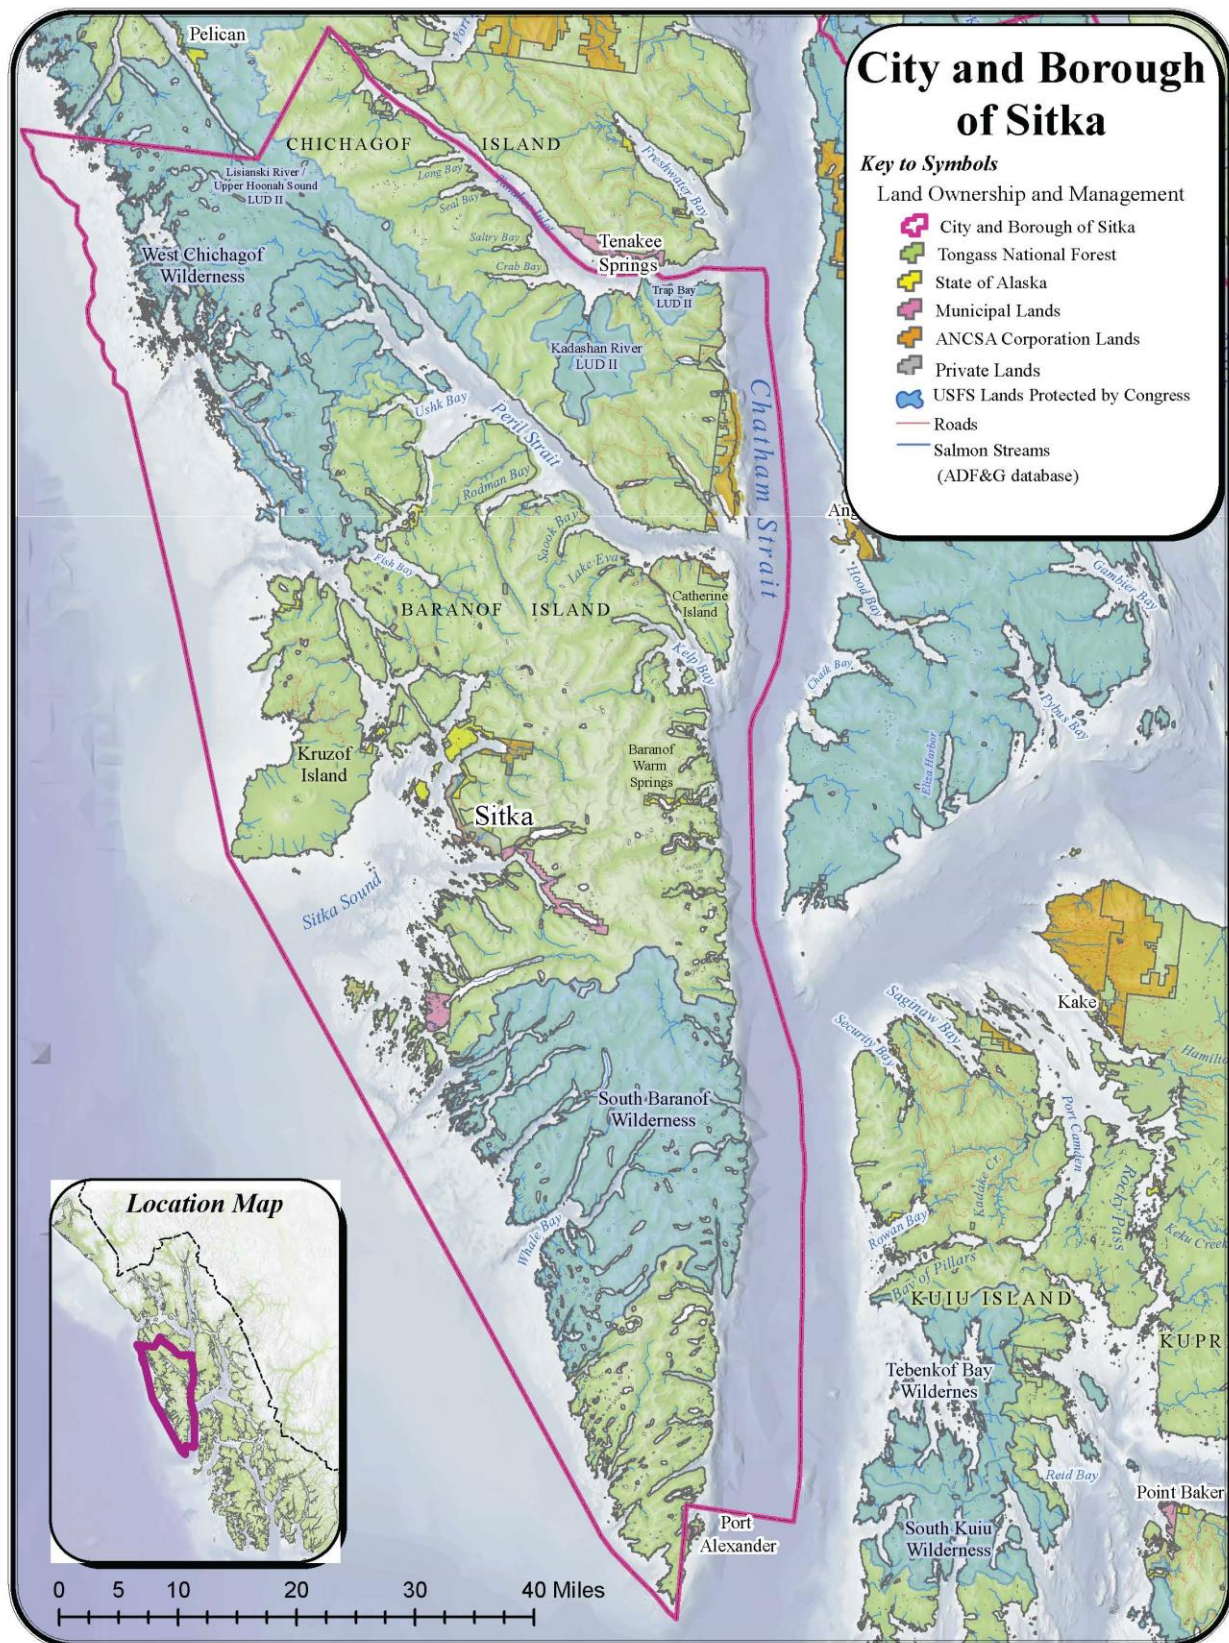 City and Borough
of Sitka
Key to Symbols
Land Ownership and Management
City and Borough of Sitka
Tongass National Forest
State of Alaska
Municipal Lands
ANCSA Corporation Lands
Private Lands
USFS Lands Protected by Congress
Roads
Salmon Streams
(ADF&G database)
Pelican
Port
CHICHAGOF ISLAND
Lisianski River /
Upper Hoonah Sound
LUD II
Long Bay
Seal Bay
Saltry Bay
Crab Bay
Tenakee Inlet
Freshwater Bay
Tenakee
Springs
Trap Bay
LUD II
West Chichagof
Wilderness
Kadashan River
LUD II
Ushk Bay
Peril Strait
Chatham Strait
Rodman Bay
Saook Bay
Lake Eva
Fish Bay
BARANOF ISLAND
Catherine
Island
Kelp Bay
Ang
Hood Bay
Gambier Bay
Chaik Bay
Pybus Bay
Eliza Harbor
Kruzof
Island
Baranof
Warm
Springs
Sitka
Sitka Sound
Kake
Saginaw Bay
Security Bay
Hamilto
Port Camden
Kadake Cr.
Rocky Pass
Rowan Bay
Keku Creek
Bay of Pillars
KUIU ISLAND
KUPR
South Baranof
Wilderness
Whale Bay
Tebenkof Bay
Wildernes
Reid Bay
Point Baker
South Kuiu
Wilderness
Port
Alexander
Location Map
0 5 10 20 30 40 Miles